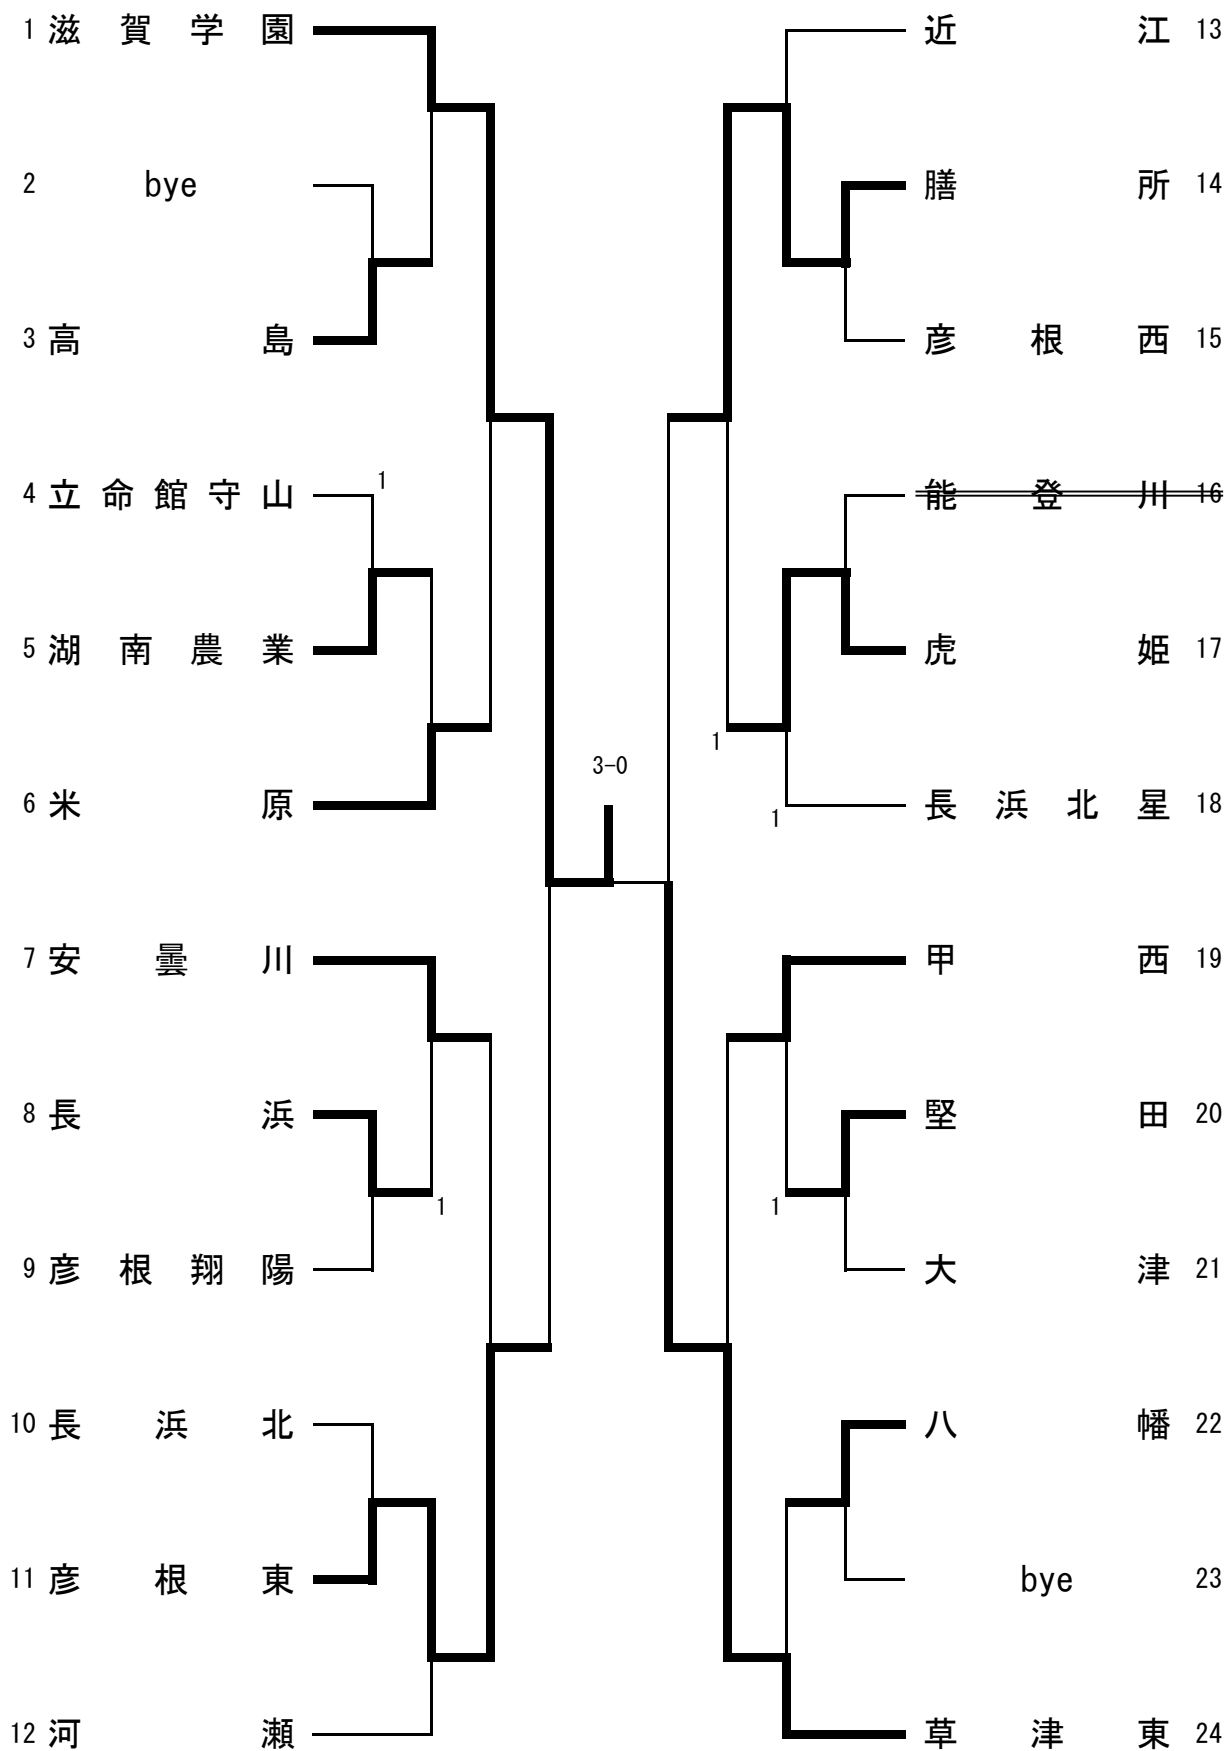 1 滋賀学園
2 bye
3 高島
4 立命館守山
1
5 湖南農業
6 米原
7 安曇川
8 長浜
1
9 彦根翔陽
10 長浜北
11 彦根東
12 河瀬
3-0
近江 13
膳所 14
彦根西 15
能登川 16
虎姫 17
1
長浜北星 18
1
甲西 19
堅田 20
1
大津 21
八幡 22
bye 23
草津東 24